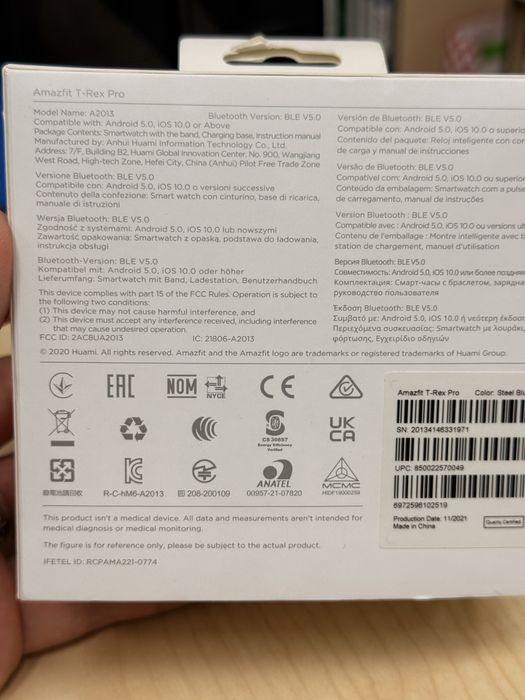 Amazfit T-Rex Pro
Model Name: A2013
Bluetooth Version: BLE V5.0
Compatible with: Android 5.0, iOS 10.0 or Above
Package Contents: Smartwatch with the band, Charging base, Instruction manual
Manufactured by: Anhui Huami Information Technology Co., Ltd.
Address: 7/F, Building B2, Huami Global Innovation Center, No. 900, Wangjiang
West Road, High-tech Zone, Hefei City, China (Anhui) Pilot Free Trade Zone
Versione Bluetooth: BLE V5.0
Compatibile con: Android 5.0, iOS 10.0 o versioni successive
Contenuto della confezione: Smart watch con cinturino, base di ricarica,
manuale di istruzioni
Wersja Bluetooth: BLE V5.0
Zgodność z systemami: Android 5.0, iOS 10.0 lub nowszymi
Zawartość opakowania: Smartwatch z opaską, podstawa do ładowania,
instrukcja obsługi
Bluetooth-Version: BLE V5.0
Kompatibel mit: Android 5.0, iOS 10.0 oder höher
Lieferumfang: Smartwatch mit Band, Ladestation, Benutzerhandbuch
This device complies with part 15 of the FCC Rules. Operation is subject to
the following two conditions:
(1) This device may not cause harmful interference, and
(2) This device must accept any interference received, including interference
that may cause undesired operation.
FCC ID: 2AC8UA2013
IC: 21806-A2013
Versión de Bluetooth: BLE V5.0
Compatible con: Android 5.0, iOS 10.0 o superio
Contenido del paquete: Reloj inteligente con cor
de carga y manual de instrucciones
Versão de Bluetooth: BLE V5.0
Compatível com: Android 5.0, iOS 10.0 ou superior
Conteúdo da embalagem: Smartwatch com a pulse
de carregamento, manual de instruções
Version Bluetooth : BLE V5.0
Compatible avec : Android 5.0, iOS 10.0 ou versions ult
Contenu de l'emballage : Montre intelligente avec b
station de chargement, manuel d'utilisation
Версия Bluetooth: BLE V5.0
Совместимость: Android 5.0, iOS 10.0 или более поздняя
Комплектация: Смарт-часы с браслетом, зарядна
руководство пользователя
Έκδοση Bluetooth: BLE V5.0
Συμβατό με: Android 5.0, iOS 10.0 ή νεότερη έκδοση
Περιεχόμενα συσκευασίας: Smartwatch με λουράκι,
φόρτωσης, Εγχειρίδιο οδηγιών
© 2020 Huami. All rights reserved. Amazfit and the Amazfit logo are trademarks or registered trademarks of Huami Group.
EAC NOM NYCE CE
CB 30857
Energy Efficiency
Verified
UK
CA
R-C-hM6-A2013
208-200109
ANATEL
00957-21-07820
MCMC
HIDF19000259
Amazfit T-Rex Pro Color: Steel Blu
SN: 20134146331971
UPC: 850022570049
6972596102519
Production Date: 11/2021
Made in China
Quality Certified
This product isn't a medical device. All data and measurements aren't intended for
medical diagnosis or medical monitoring.
The figure is for reference only, please be subject to the actual product.
IFETEL ID: RCPAMA221-0774